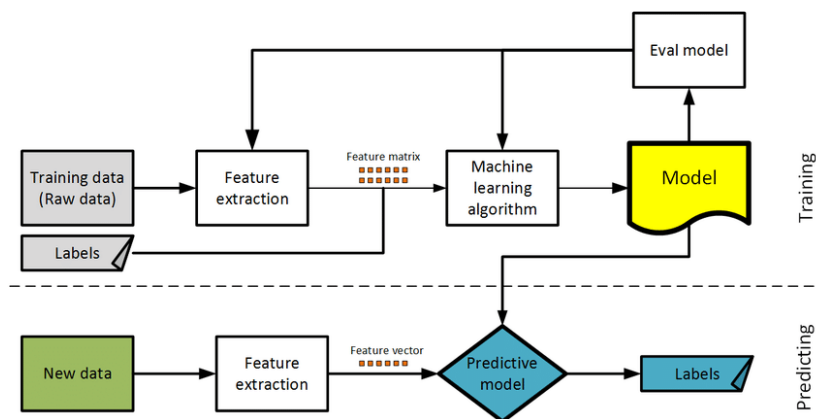 Eval model
Feature matrix
Training data
(Raw data)
Feature
extraction
Machine
learning
algorithm
Model
Training
Labels
New data
Feature
extraction
Feature vector
Predictive
model
Labels
Predicting